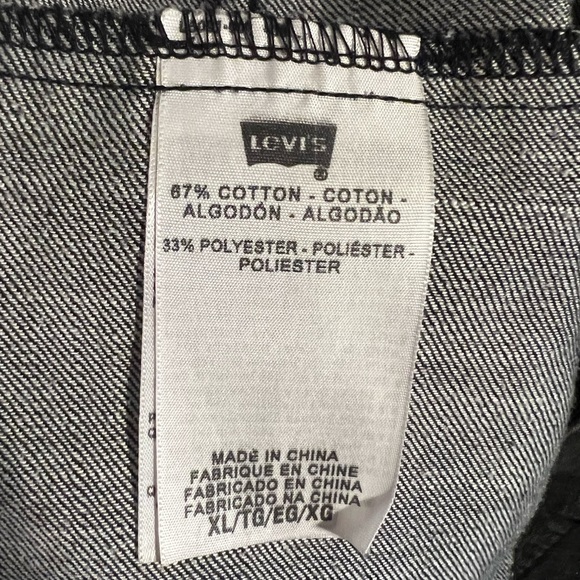 Levi's
67% COTTON - COTON -
ALGODÓN - ALGODÃO
33% POLYESTER - POLIÉSTER -
POLIESTER
MADE IN CHINA
FABRIQUE EN CHINE
FABRICADO EN CHINA
FABRICADO NA CHINA
XL/TG/EG/XG